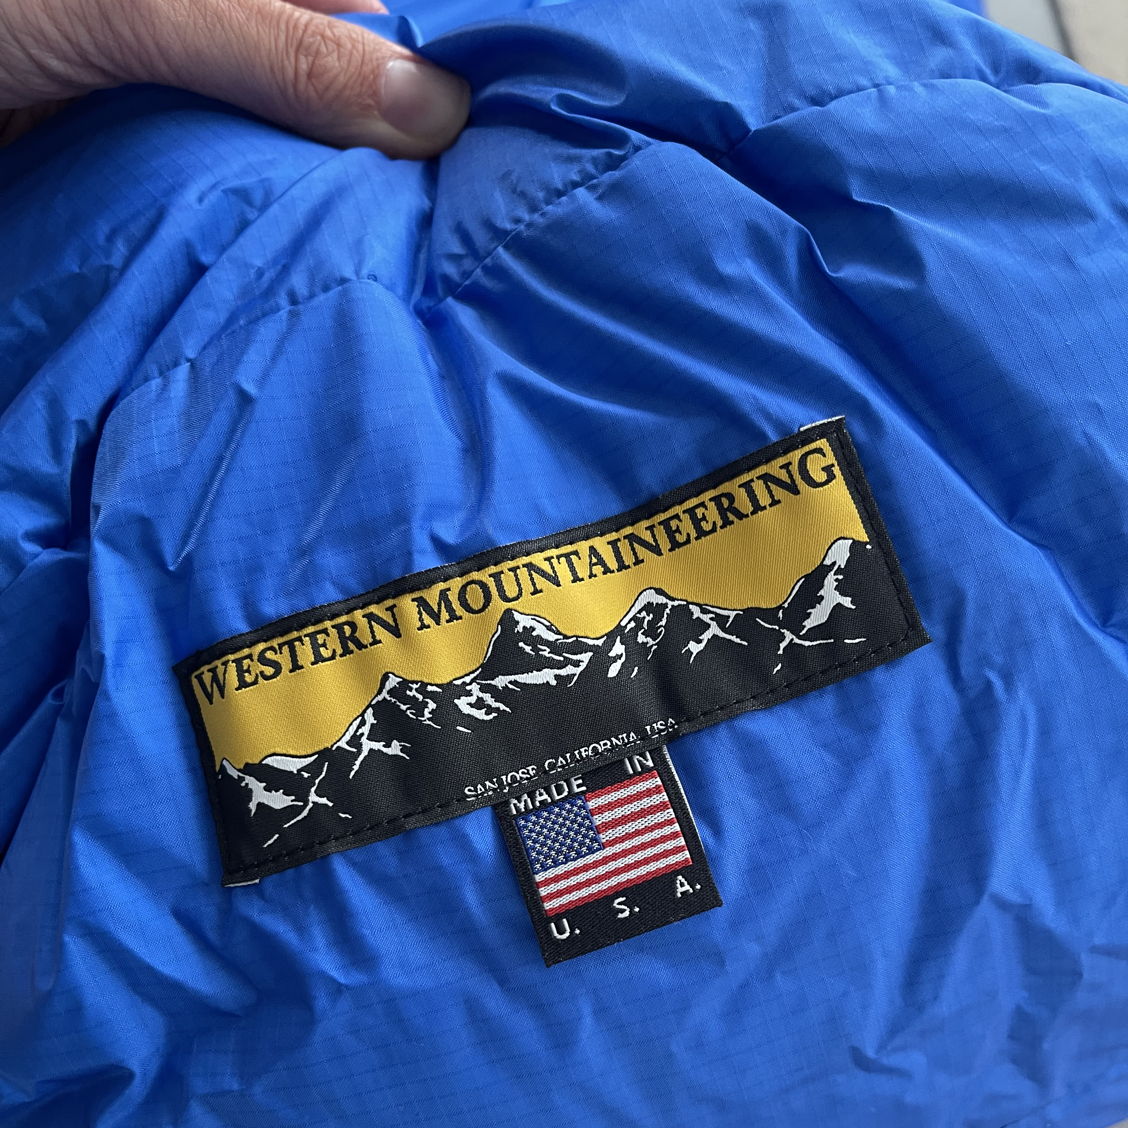 WESTERN MOUNTAINEERING
SAN JOSE, CALIFORNIA, USA
MADE IN
U. S. A.